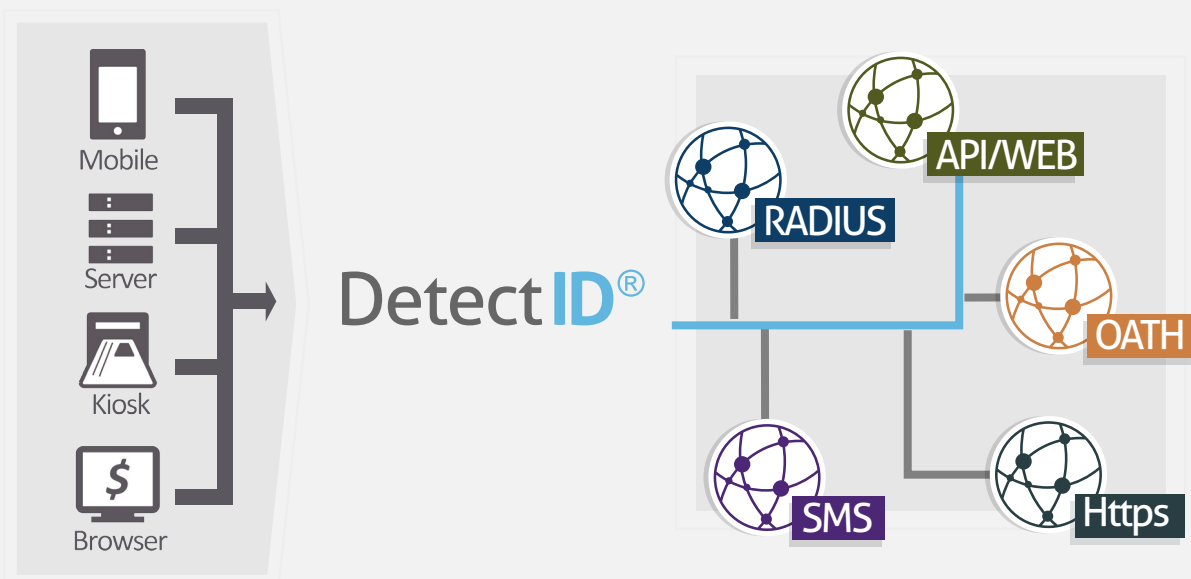 Mobile
Server
Kiosk
$
Browser
DetectID®
API/WEB
RADIUS
OATH
SMS
Https